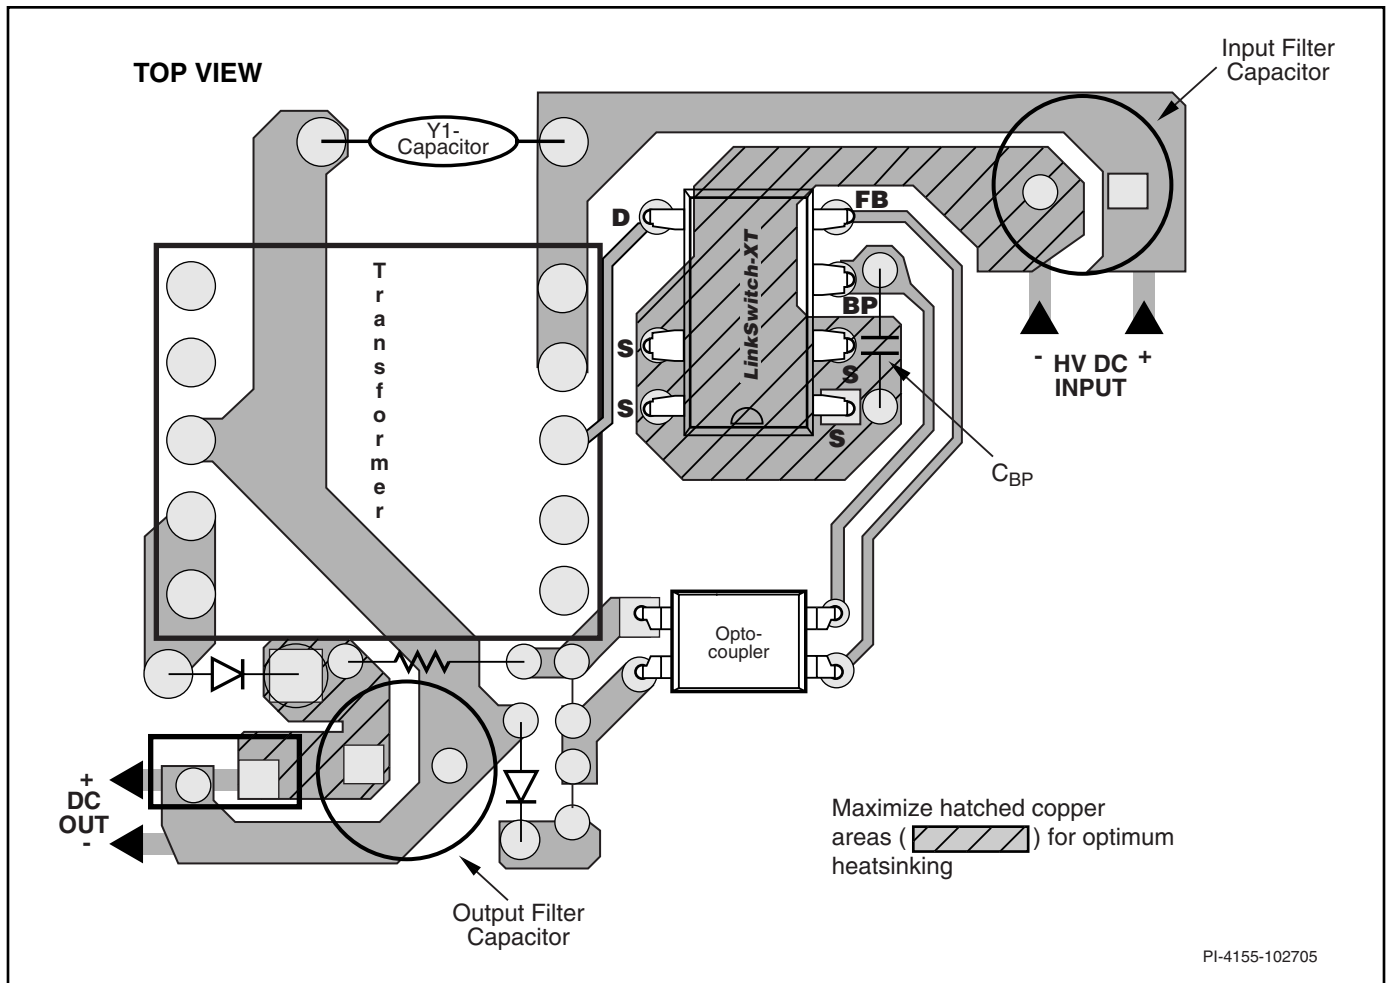 TOP VIEW
Input Filter
Capacitor
Y1-
Capacitor
D
FB
Transformer
LinkSwitch-XT
BP
S
S
S
S
- HV DC +
INPUT
CBP
Opto-
coupler
+
DC
OUT
-
Maximize hatched copper
areas ( ) for optimum
heatsinking
Output Filter
Capacitor
PI-4155-102705